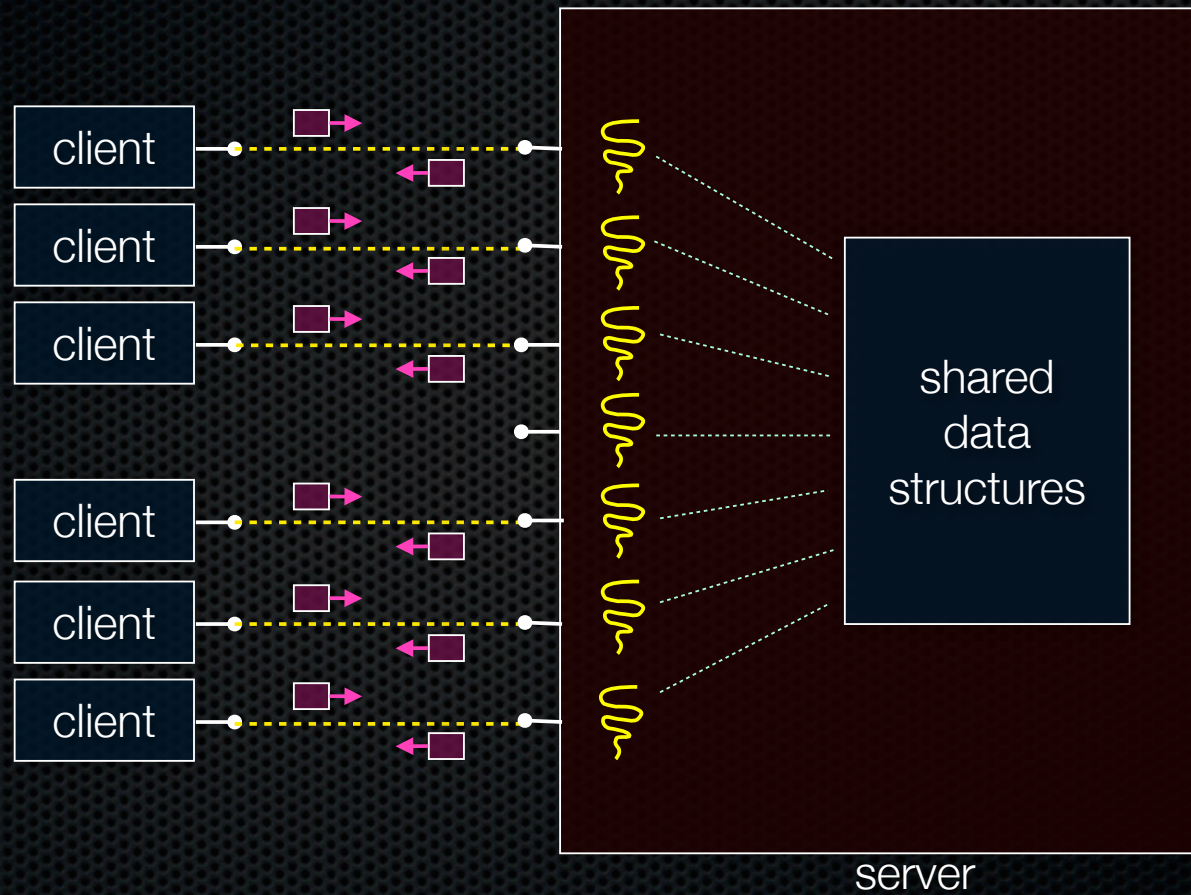 client
client
client
client
client
client
shared
data
structures
server